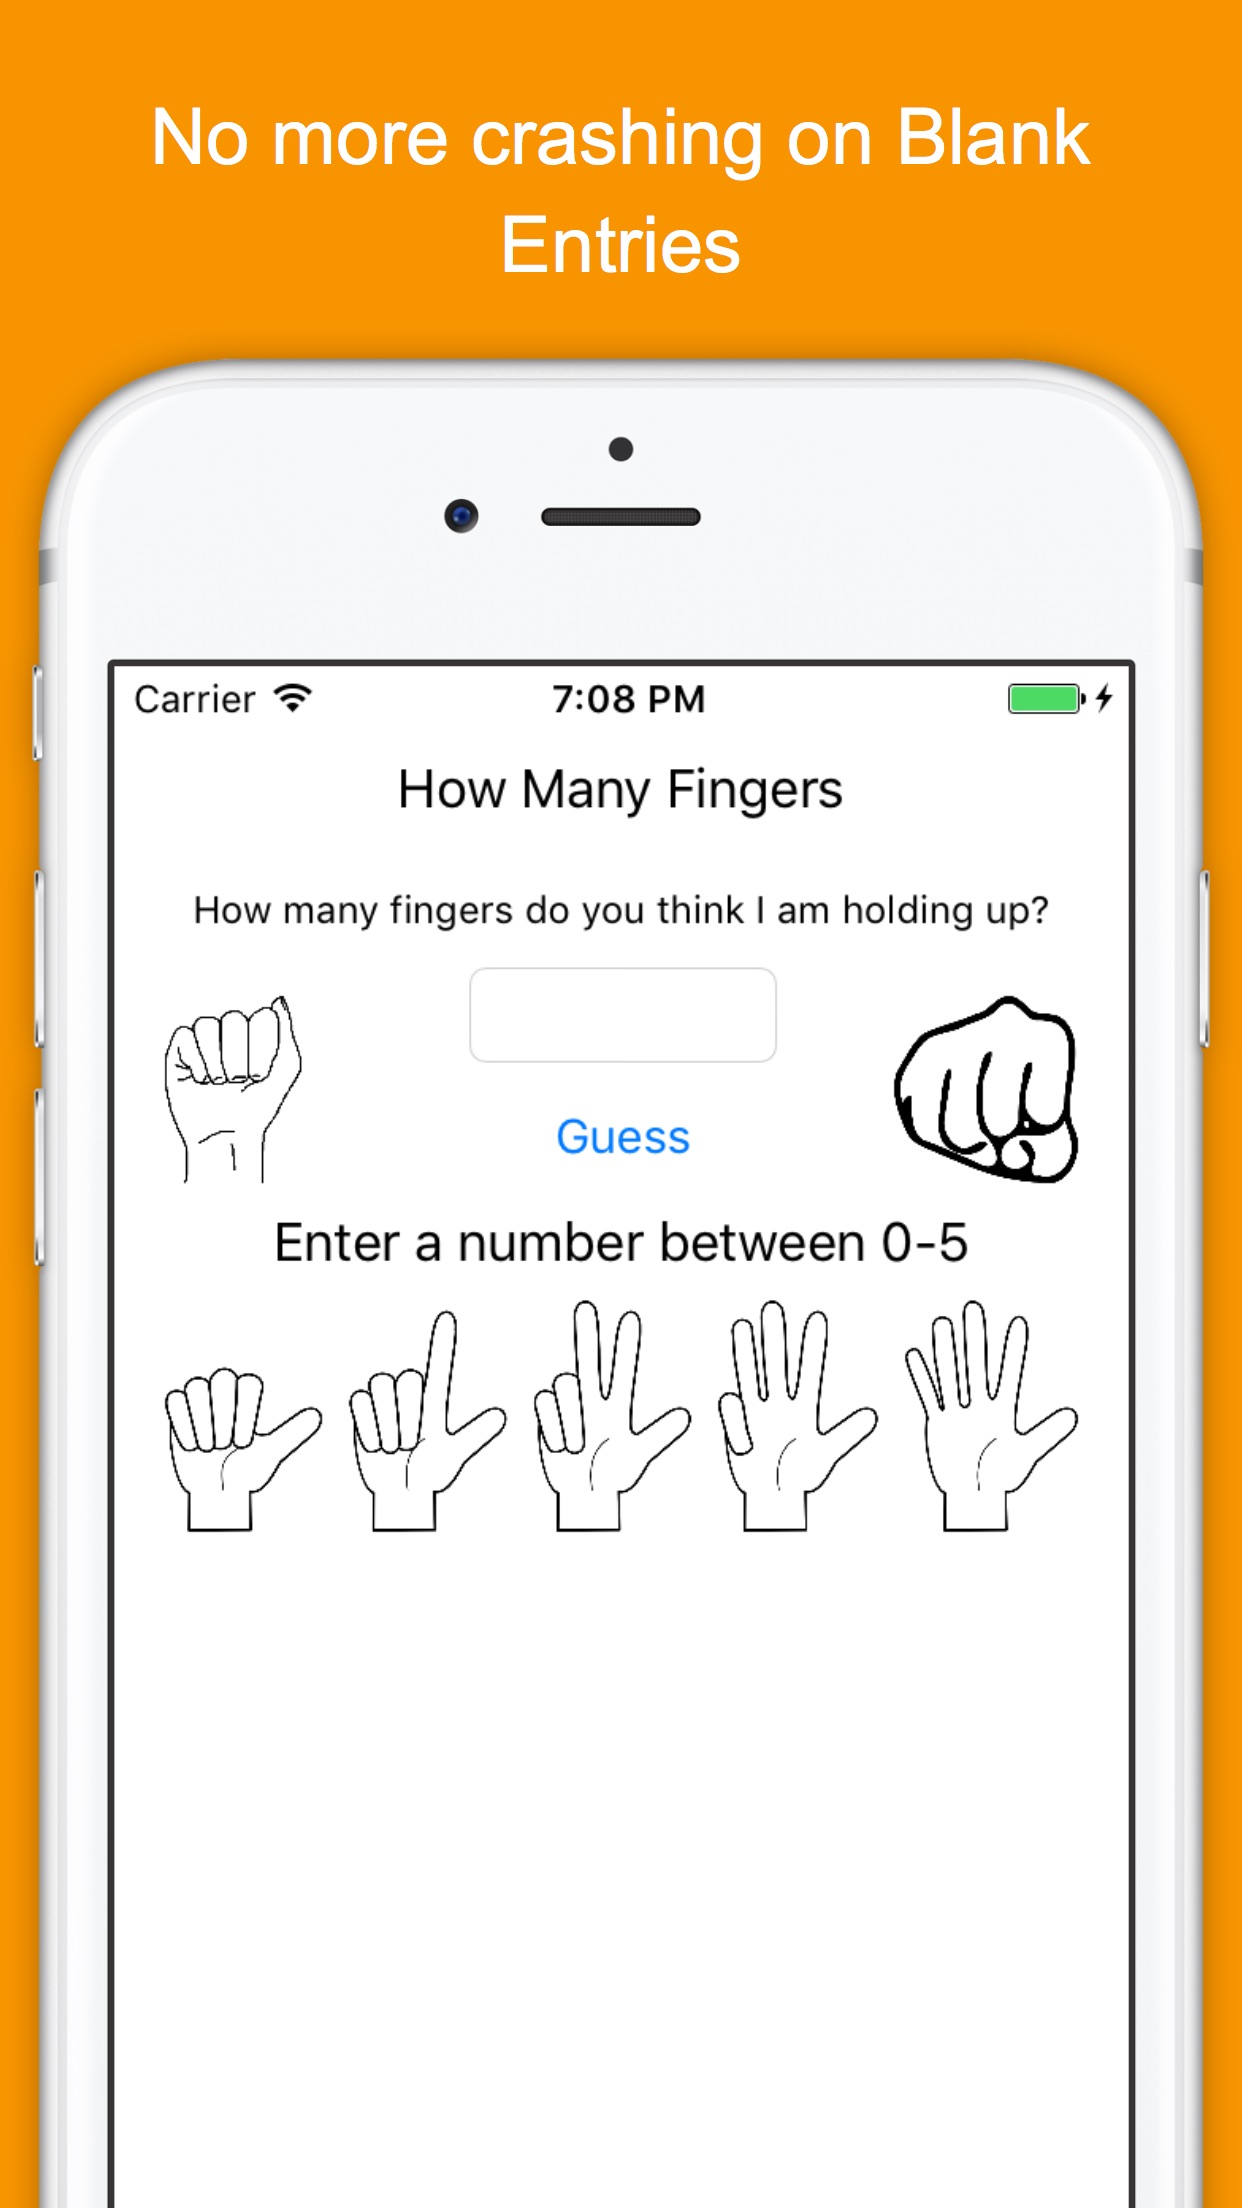 No more crashing on Blank
Entries
Carrier 7:08 PM
How Many Fingers
How many fingers do you think I am holding up?
Guess
Enter a number between 0-5